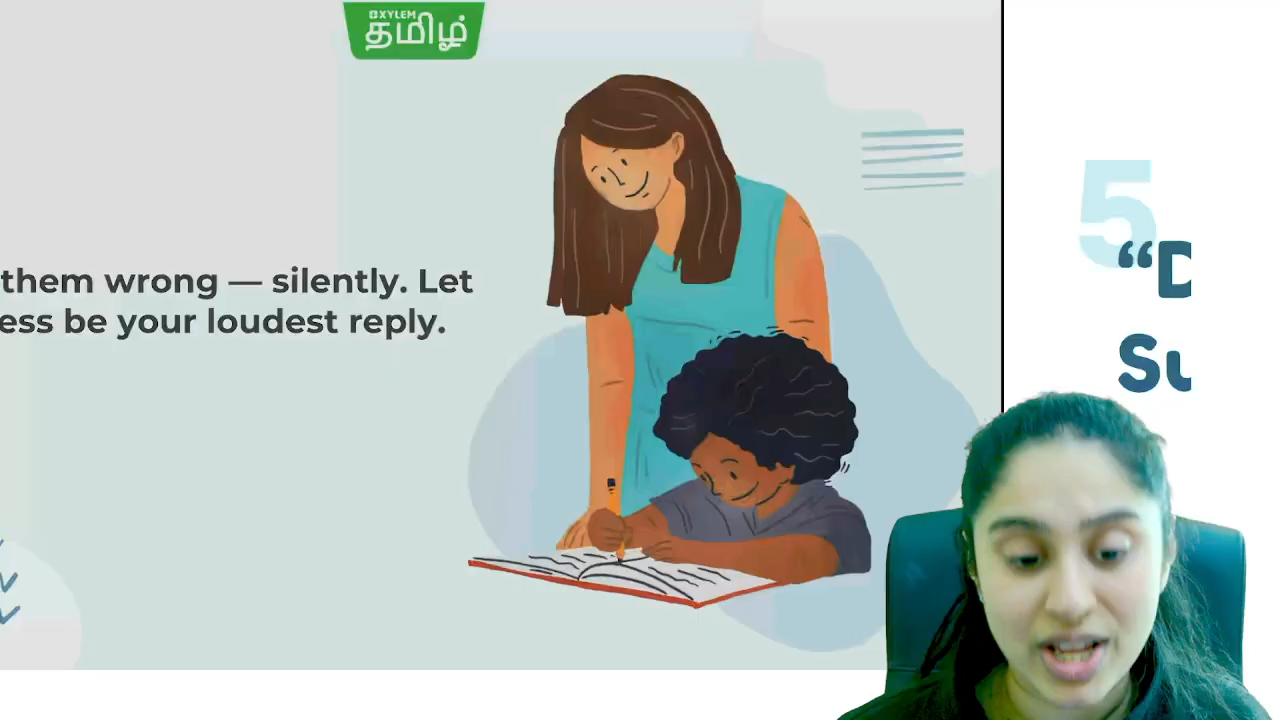 XYLEM
தமிழ்
them wrong — silently. Let
ess be your loudest reply.
5
“D
Su